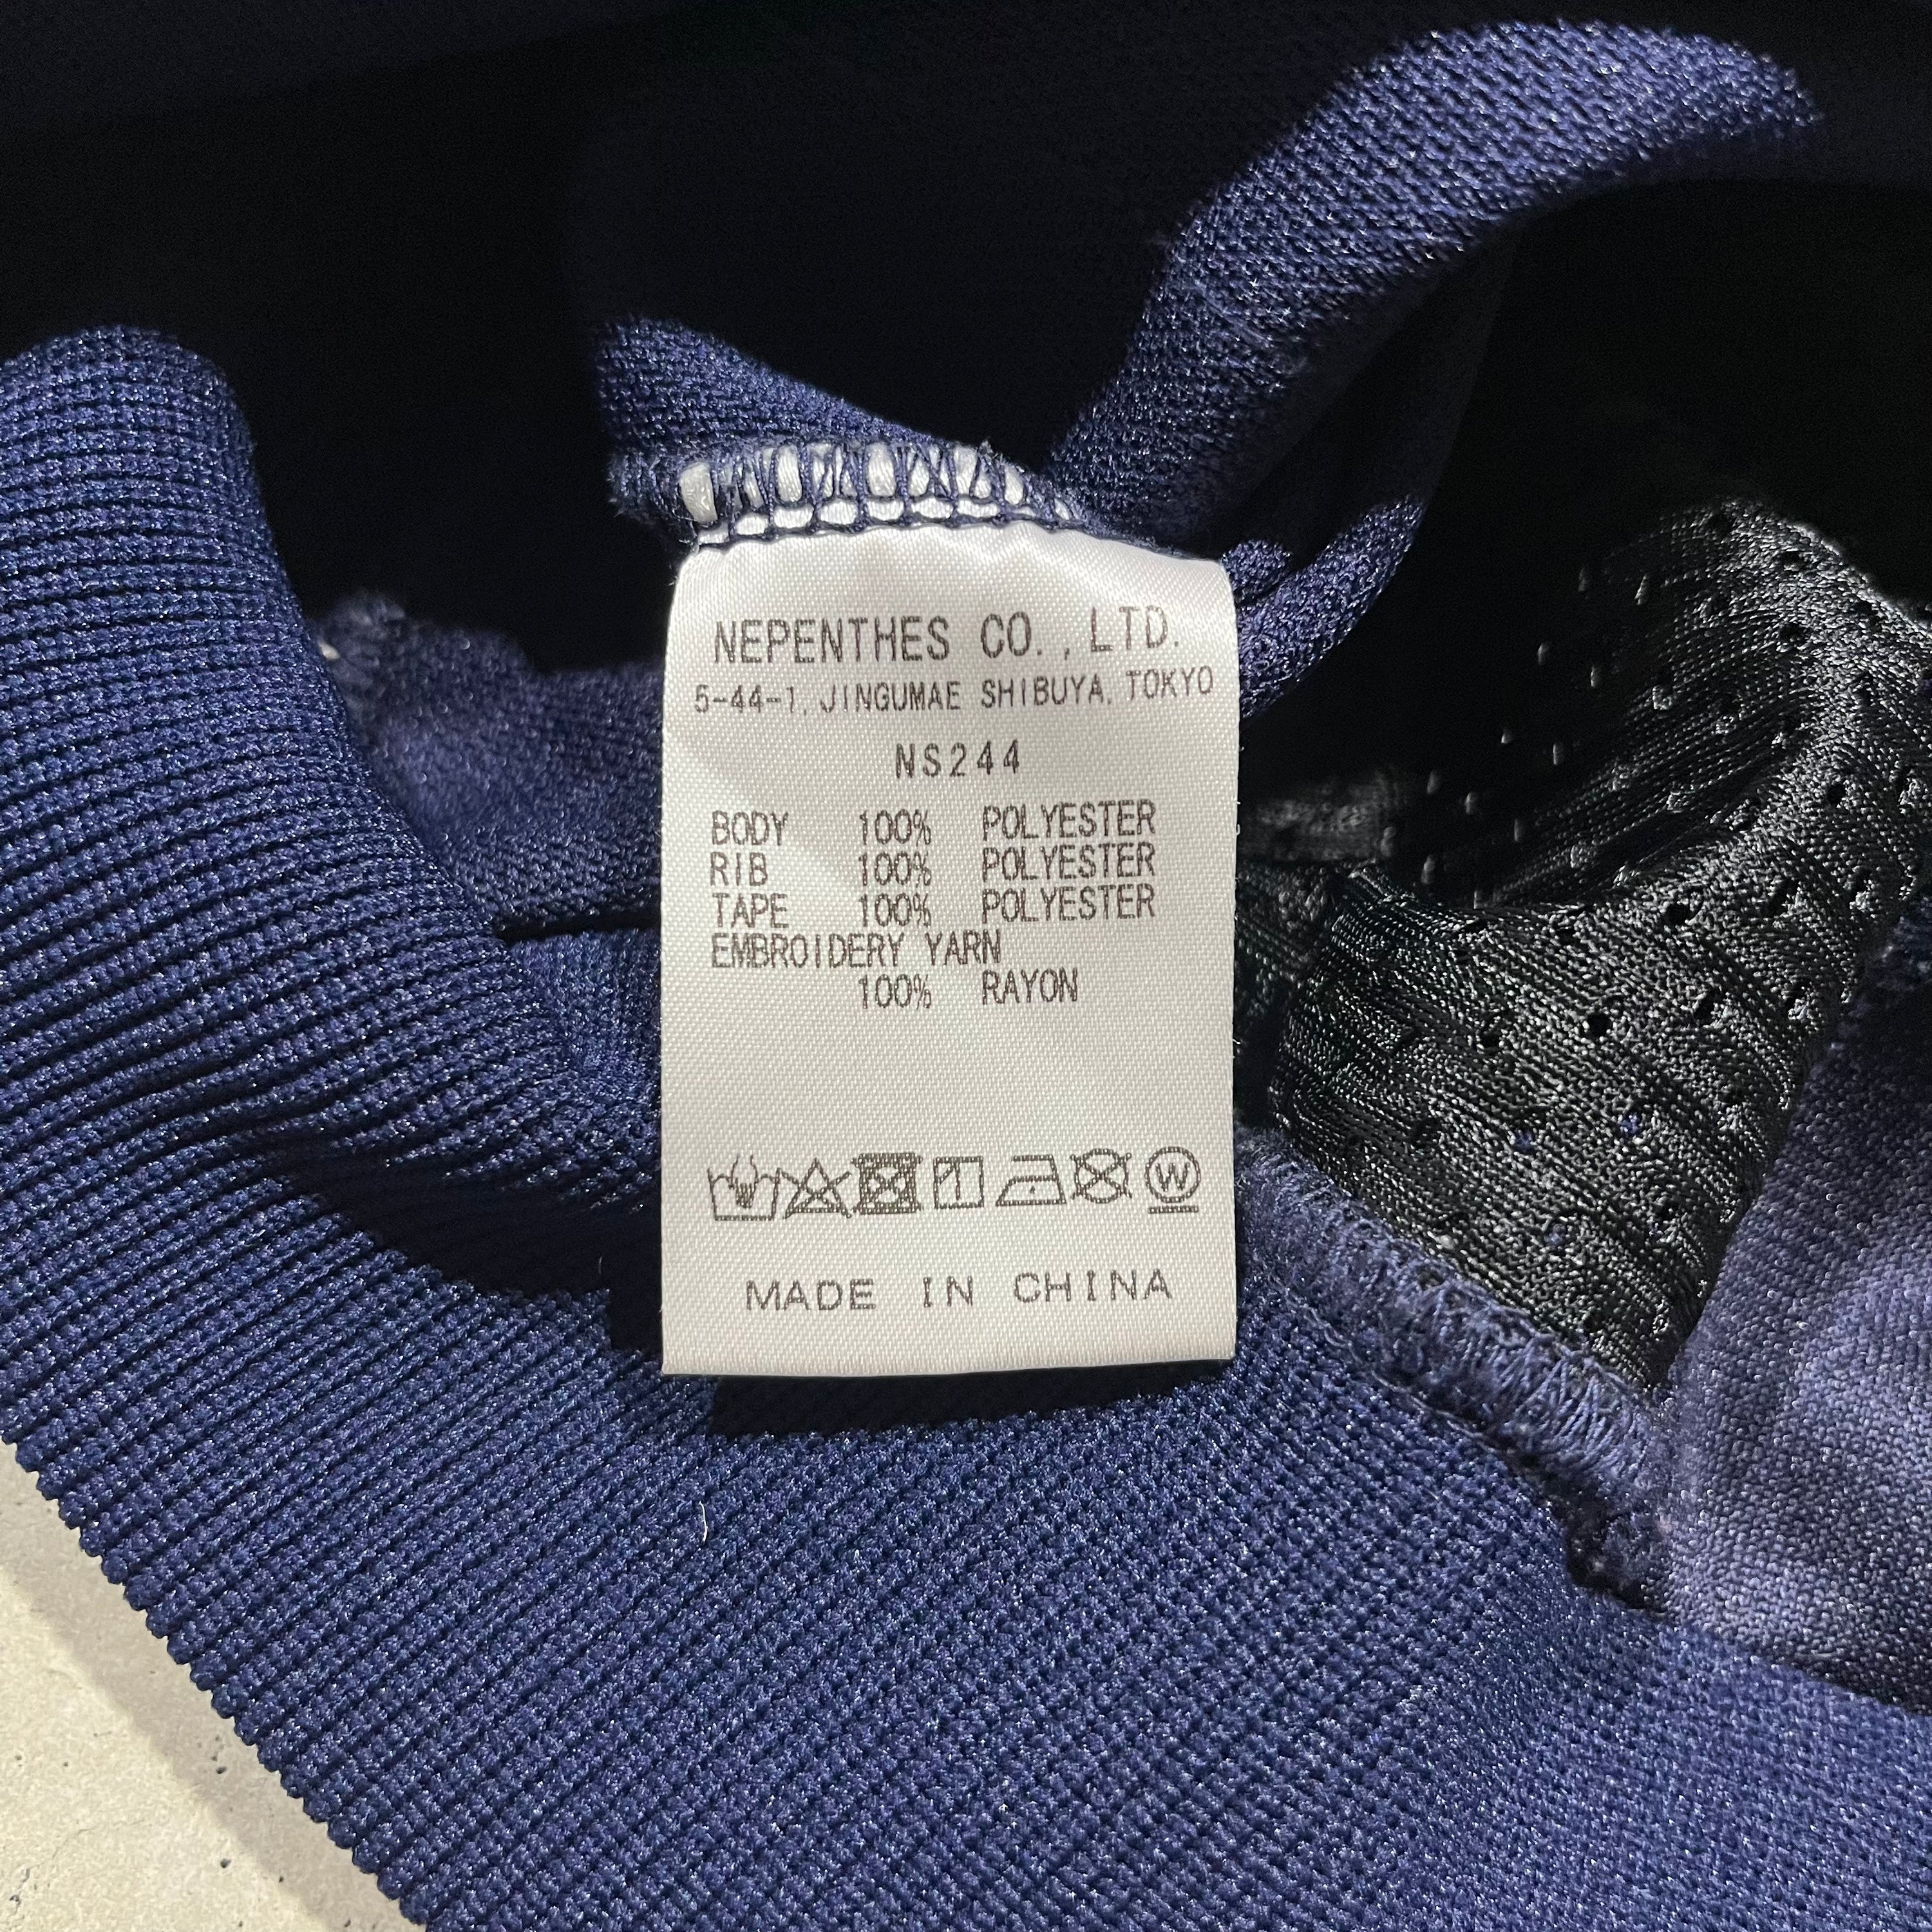 NEPENTHES CO., LTD.
5-44-1, JINGUMAE SHIBUYA, TOKYO
NS244
BODY 100% POLYESTER
RIB 100% POLYESTER
TAPE 100% POLYESTER
EMBROIDERY YARN
100% RAYON
W
MADE IN CHINA